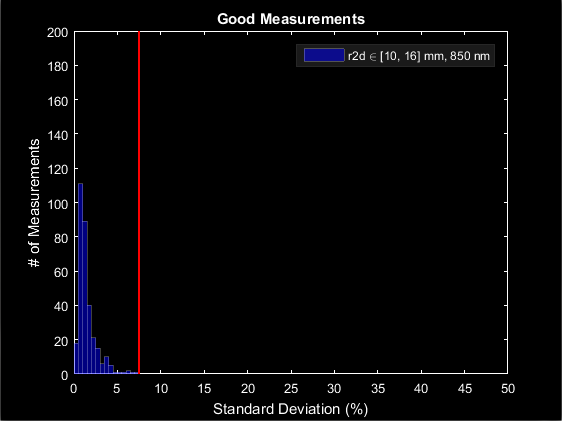 Good Measurements
r2d ∈ [10, 16] mm, 850 nm
# of Measurements
200
180
160
140
120
100
80
60
40
20
0
0 5 10 15 20 25 30 35 40 45 50
Standard Deviation (%)